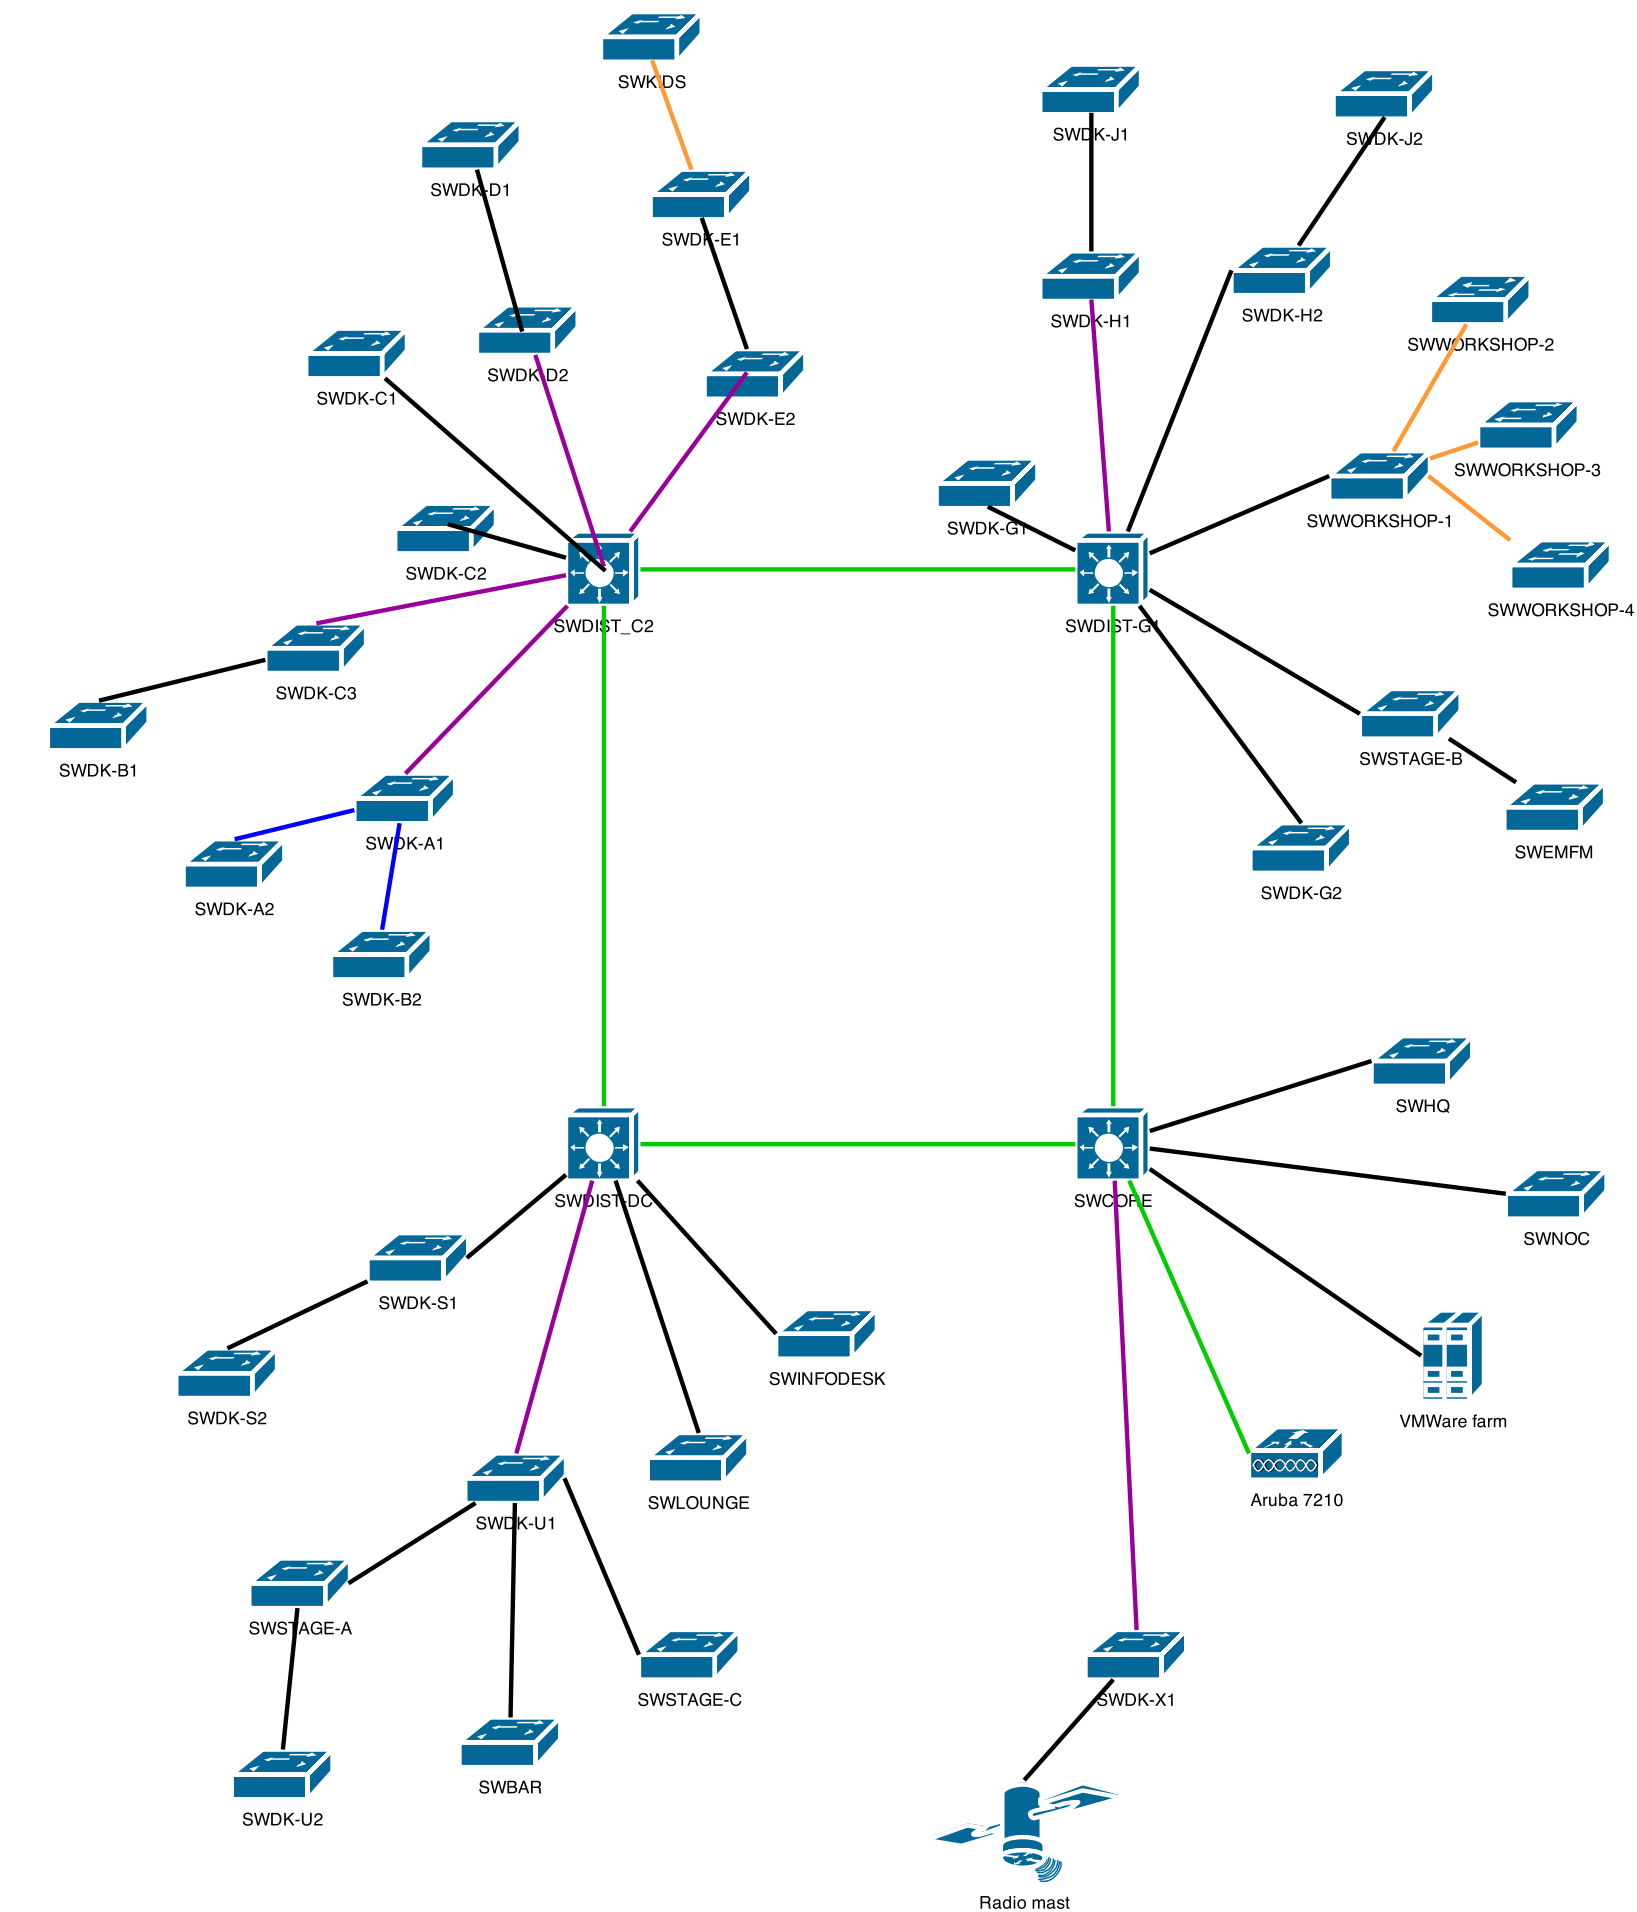 SWKIDS
SWDK-J1
SWDK-J2
SWDK-D1
SWDK-E1
SWDK-H1
SWDK-H2
SWWORKSHOP-2
SWDK-D2
SWDK-C1
SWDK-E2
SWWORKSHOP-3
SWDK-G1
SWWORKSHOP-1
SWDK-C2
SWWORKSHOP-4
SWDIST_C2
SWDIST-G1
SWDK-C3
SWDK-B1
SWSTAGE-B
SWDK-A1
SWEMFM
SWDK-G2
SWDK-A2
SWDK-B2
SWHQ
SWDIST-DC
SWCORE
SWNOC
SWDK-S1
SWINFODESK
SWDK-S2
VMWare farm
SWLOUNGE
Aruba 7210
SWDK-U1
SWSTAGE-A
SWSTAGE-C
SWDK-X1
SWBAR
SWDK-U2
Radio mast